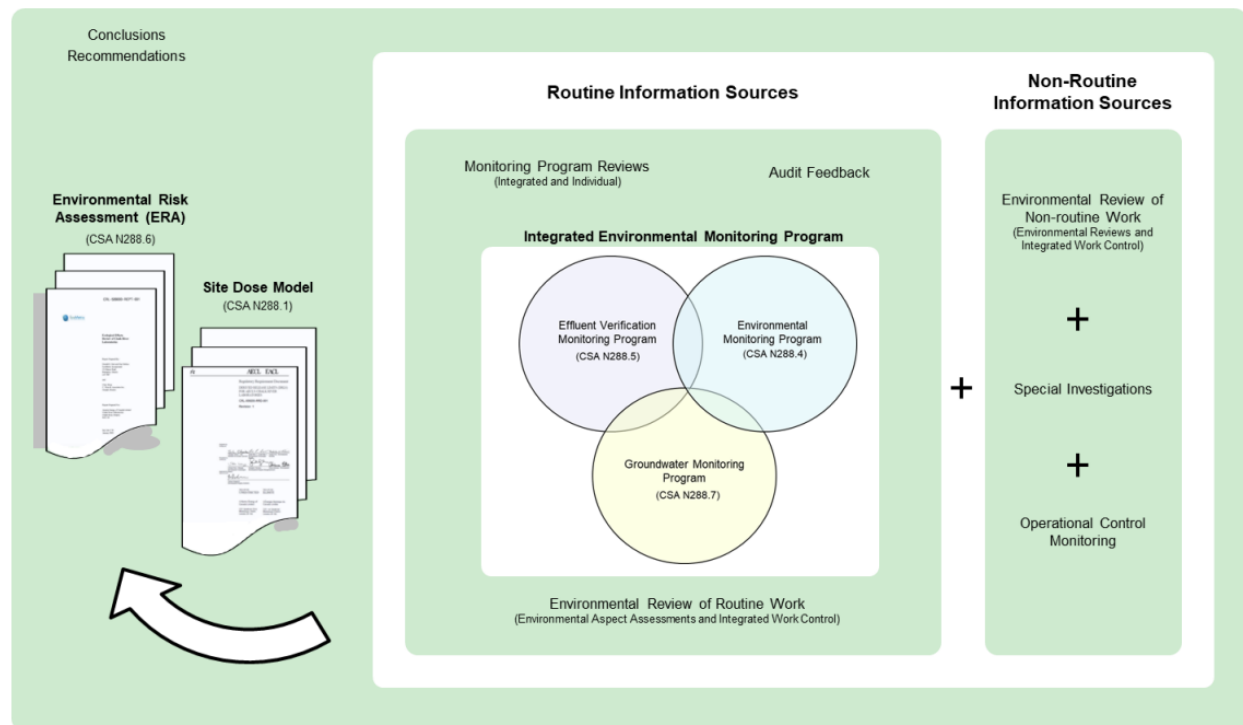 Conclusions
Recommendations
Environmental Risk
Assessment (ERA)
(CSA N288.6)
Site Dose Model
(CSA N288.1)
AECL EACL
Routine Information Sources
Monitoring Program Reviews
(Integrated and Individual)
Audit Feedback
Integrated Environmental Monitoring Program
Effluent Verification
Monitoring Program
(CSA N288.5)
Environmental
Monitoring Program
(CSA N288.4)
Groundwater Monitoring
Program
(CSA N288.7)
Environmental Review of Routine Work
(Environmental Aspect Assessments and Integrated Work Control)
+
Non-Routine
Information Sources
Environmental Review of
Non-routine Work
(Environmental Reviews and
Integrated Work Control)
+
Special Investigations
+
Operational Control
Monitoring